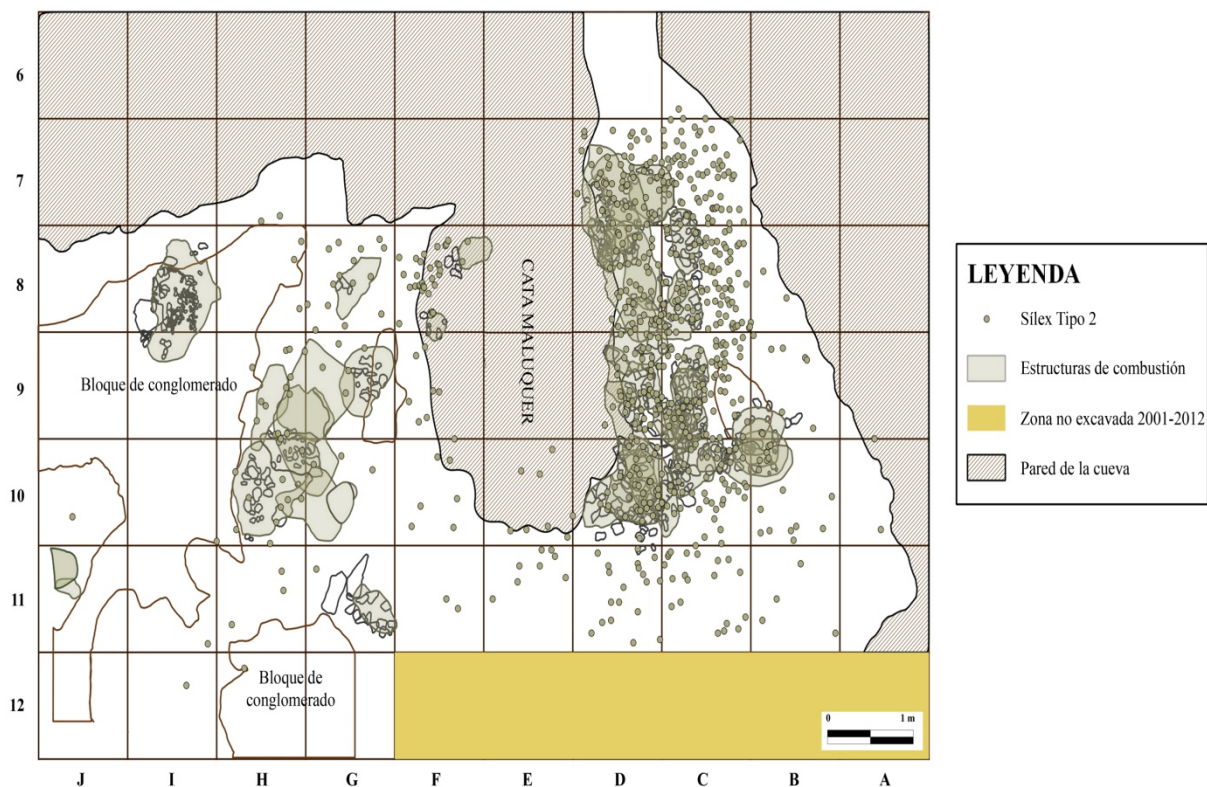 6
7
8
9
10
11
12
J
I
H
G
F
E
D
C
B
A
Bloque de conglomerado
Bloque de
conglomerado
CATA MALUQUER
0 1 m
LEYENDA
Sílex Tipo 2
Estructuras de combustión
Zona no excavada 2001-2012
Pared de la cueva